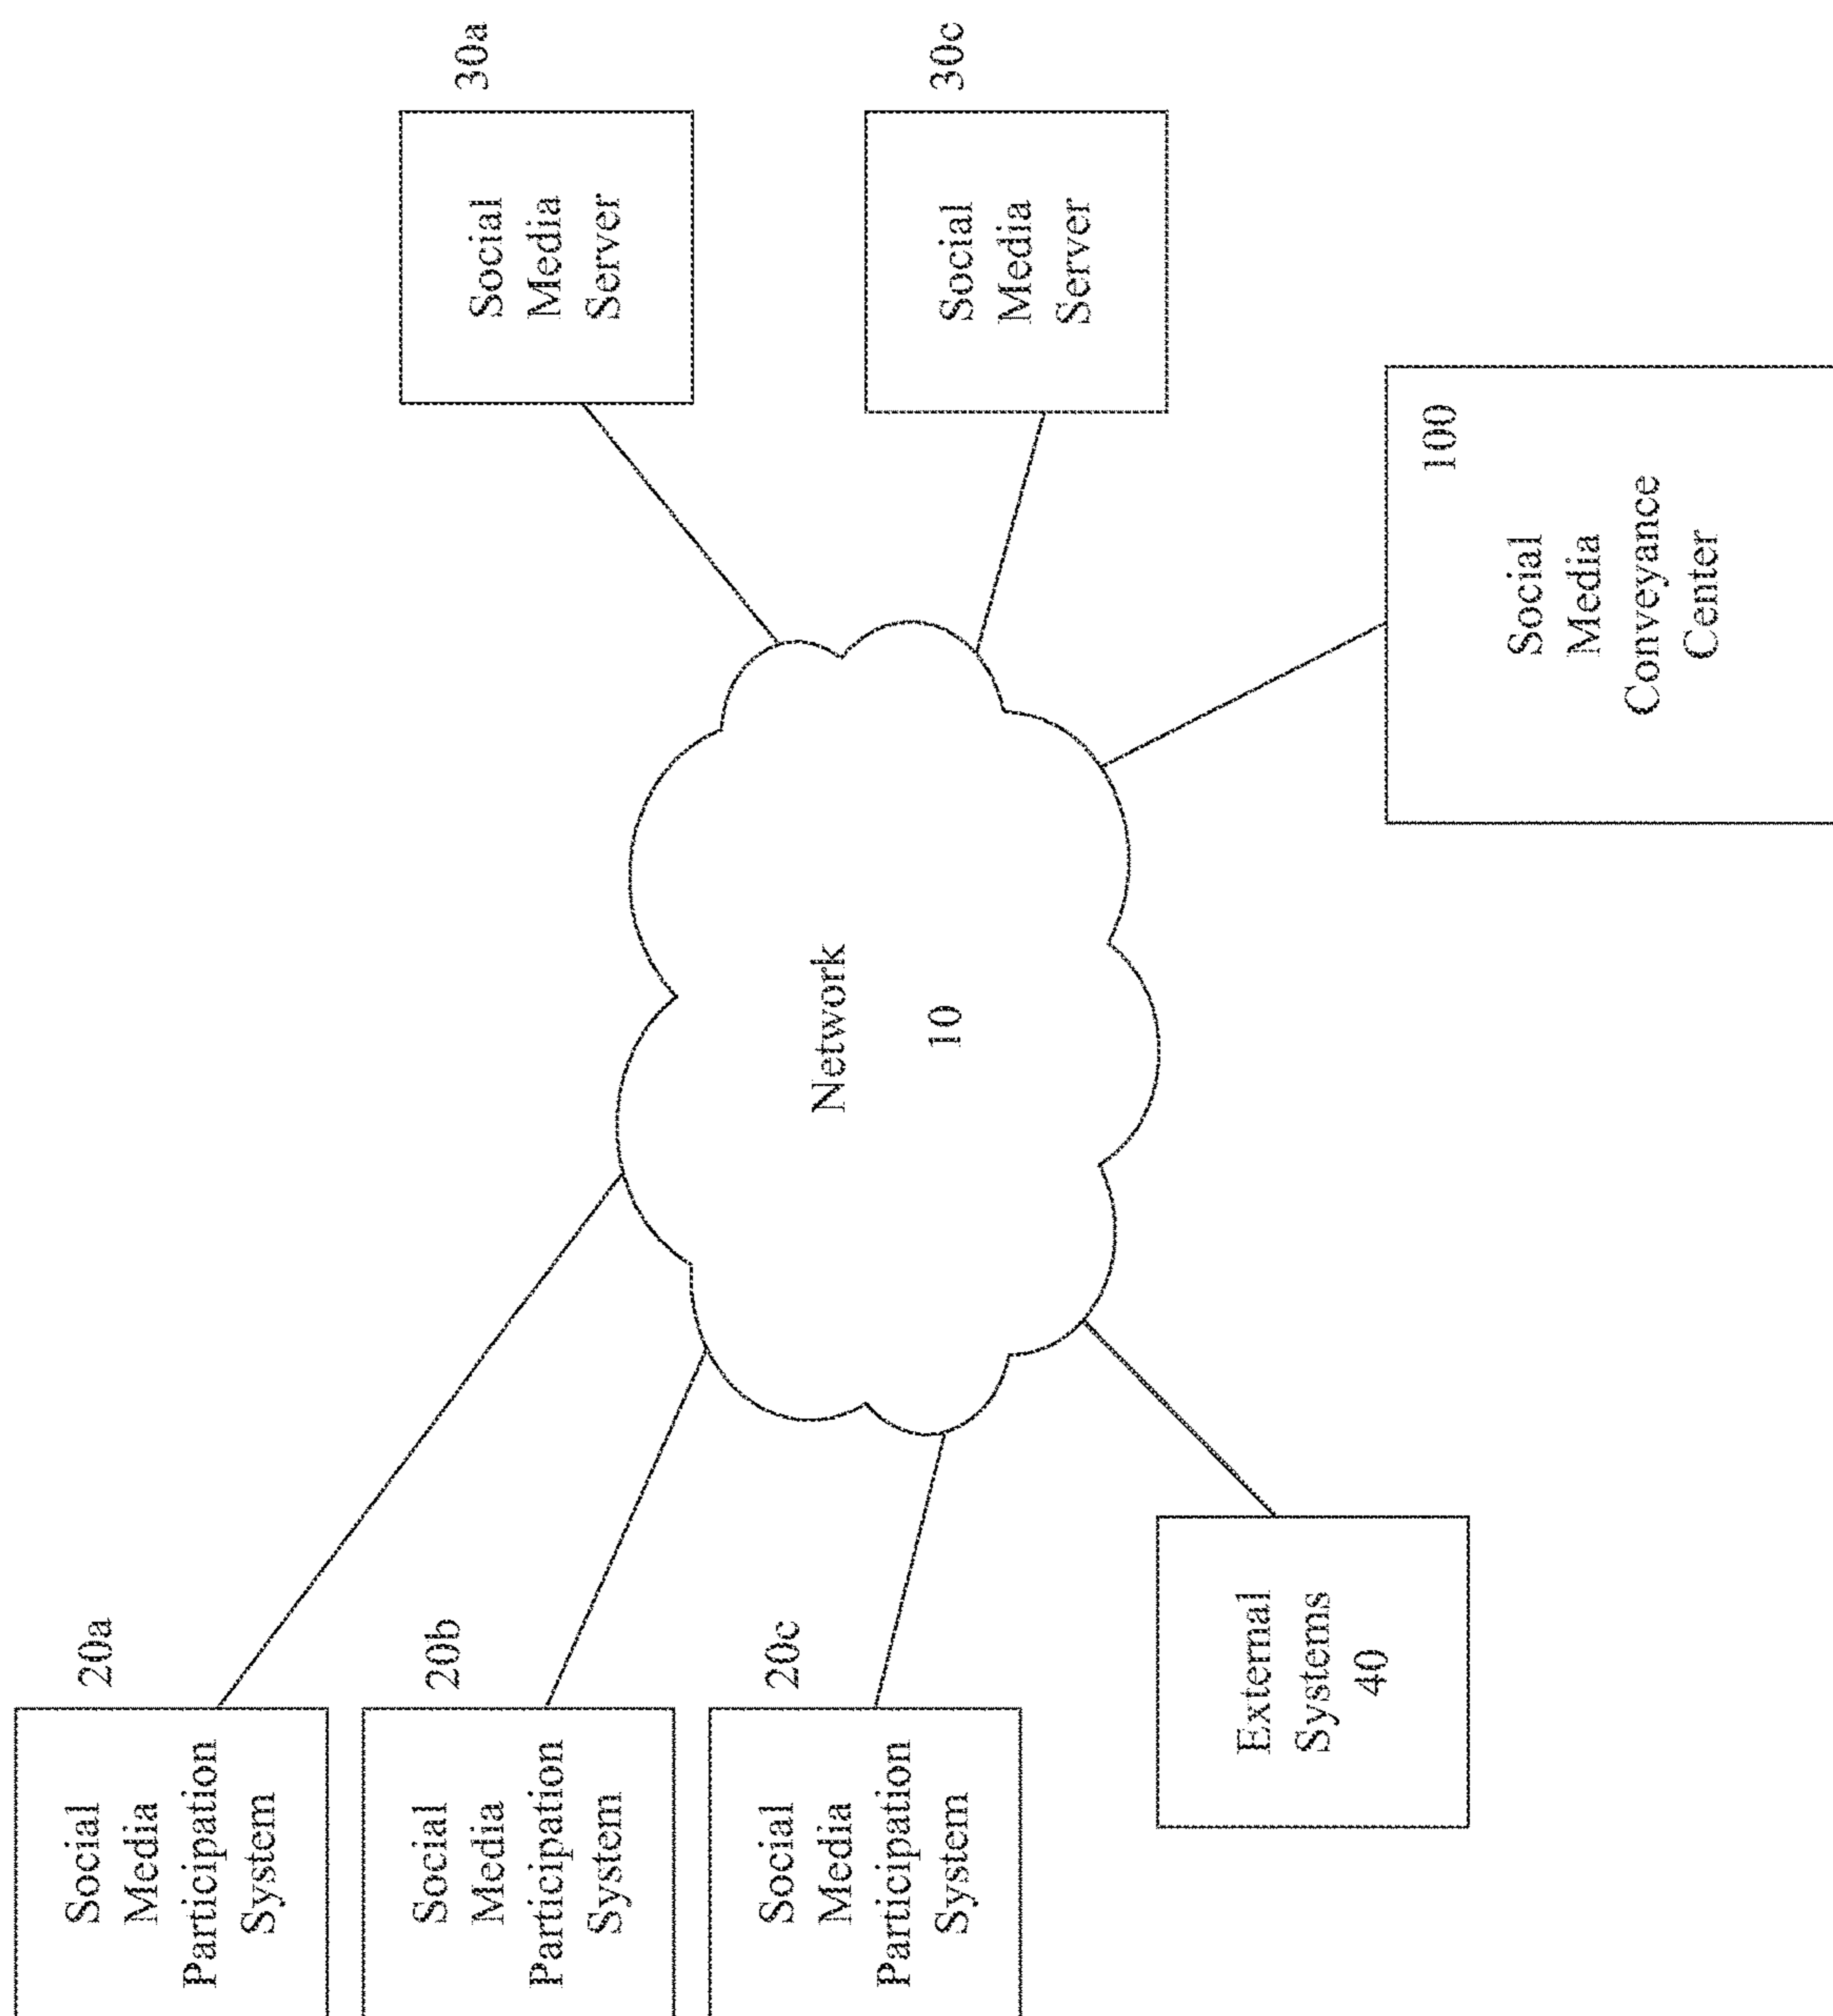 20a
Social
Media
Participation
System
20b
Social
Media
Participation
System
20c
Social
Media
Participation
System
External
Systems
40
Network
10
30a
Social
Media
Server
30c
Social
Media
Server
100
Social
Media
Conveyance
Center